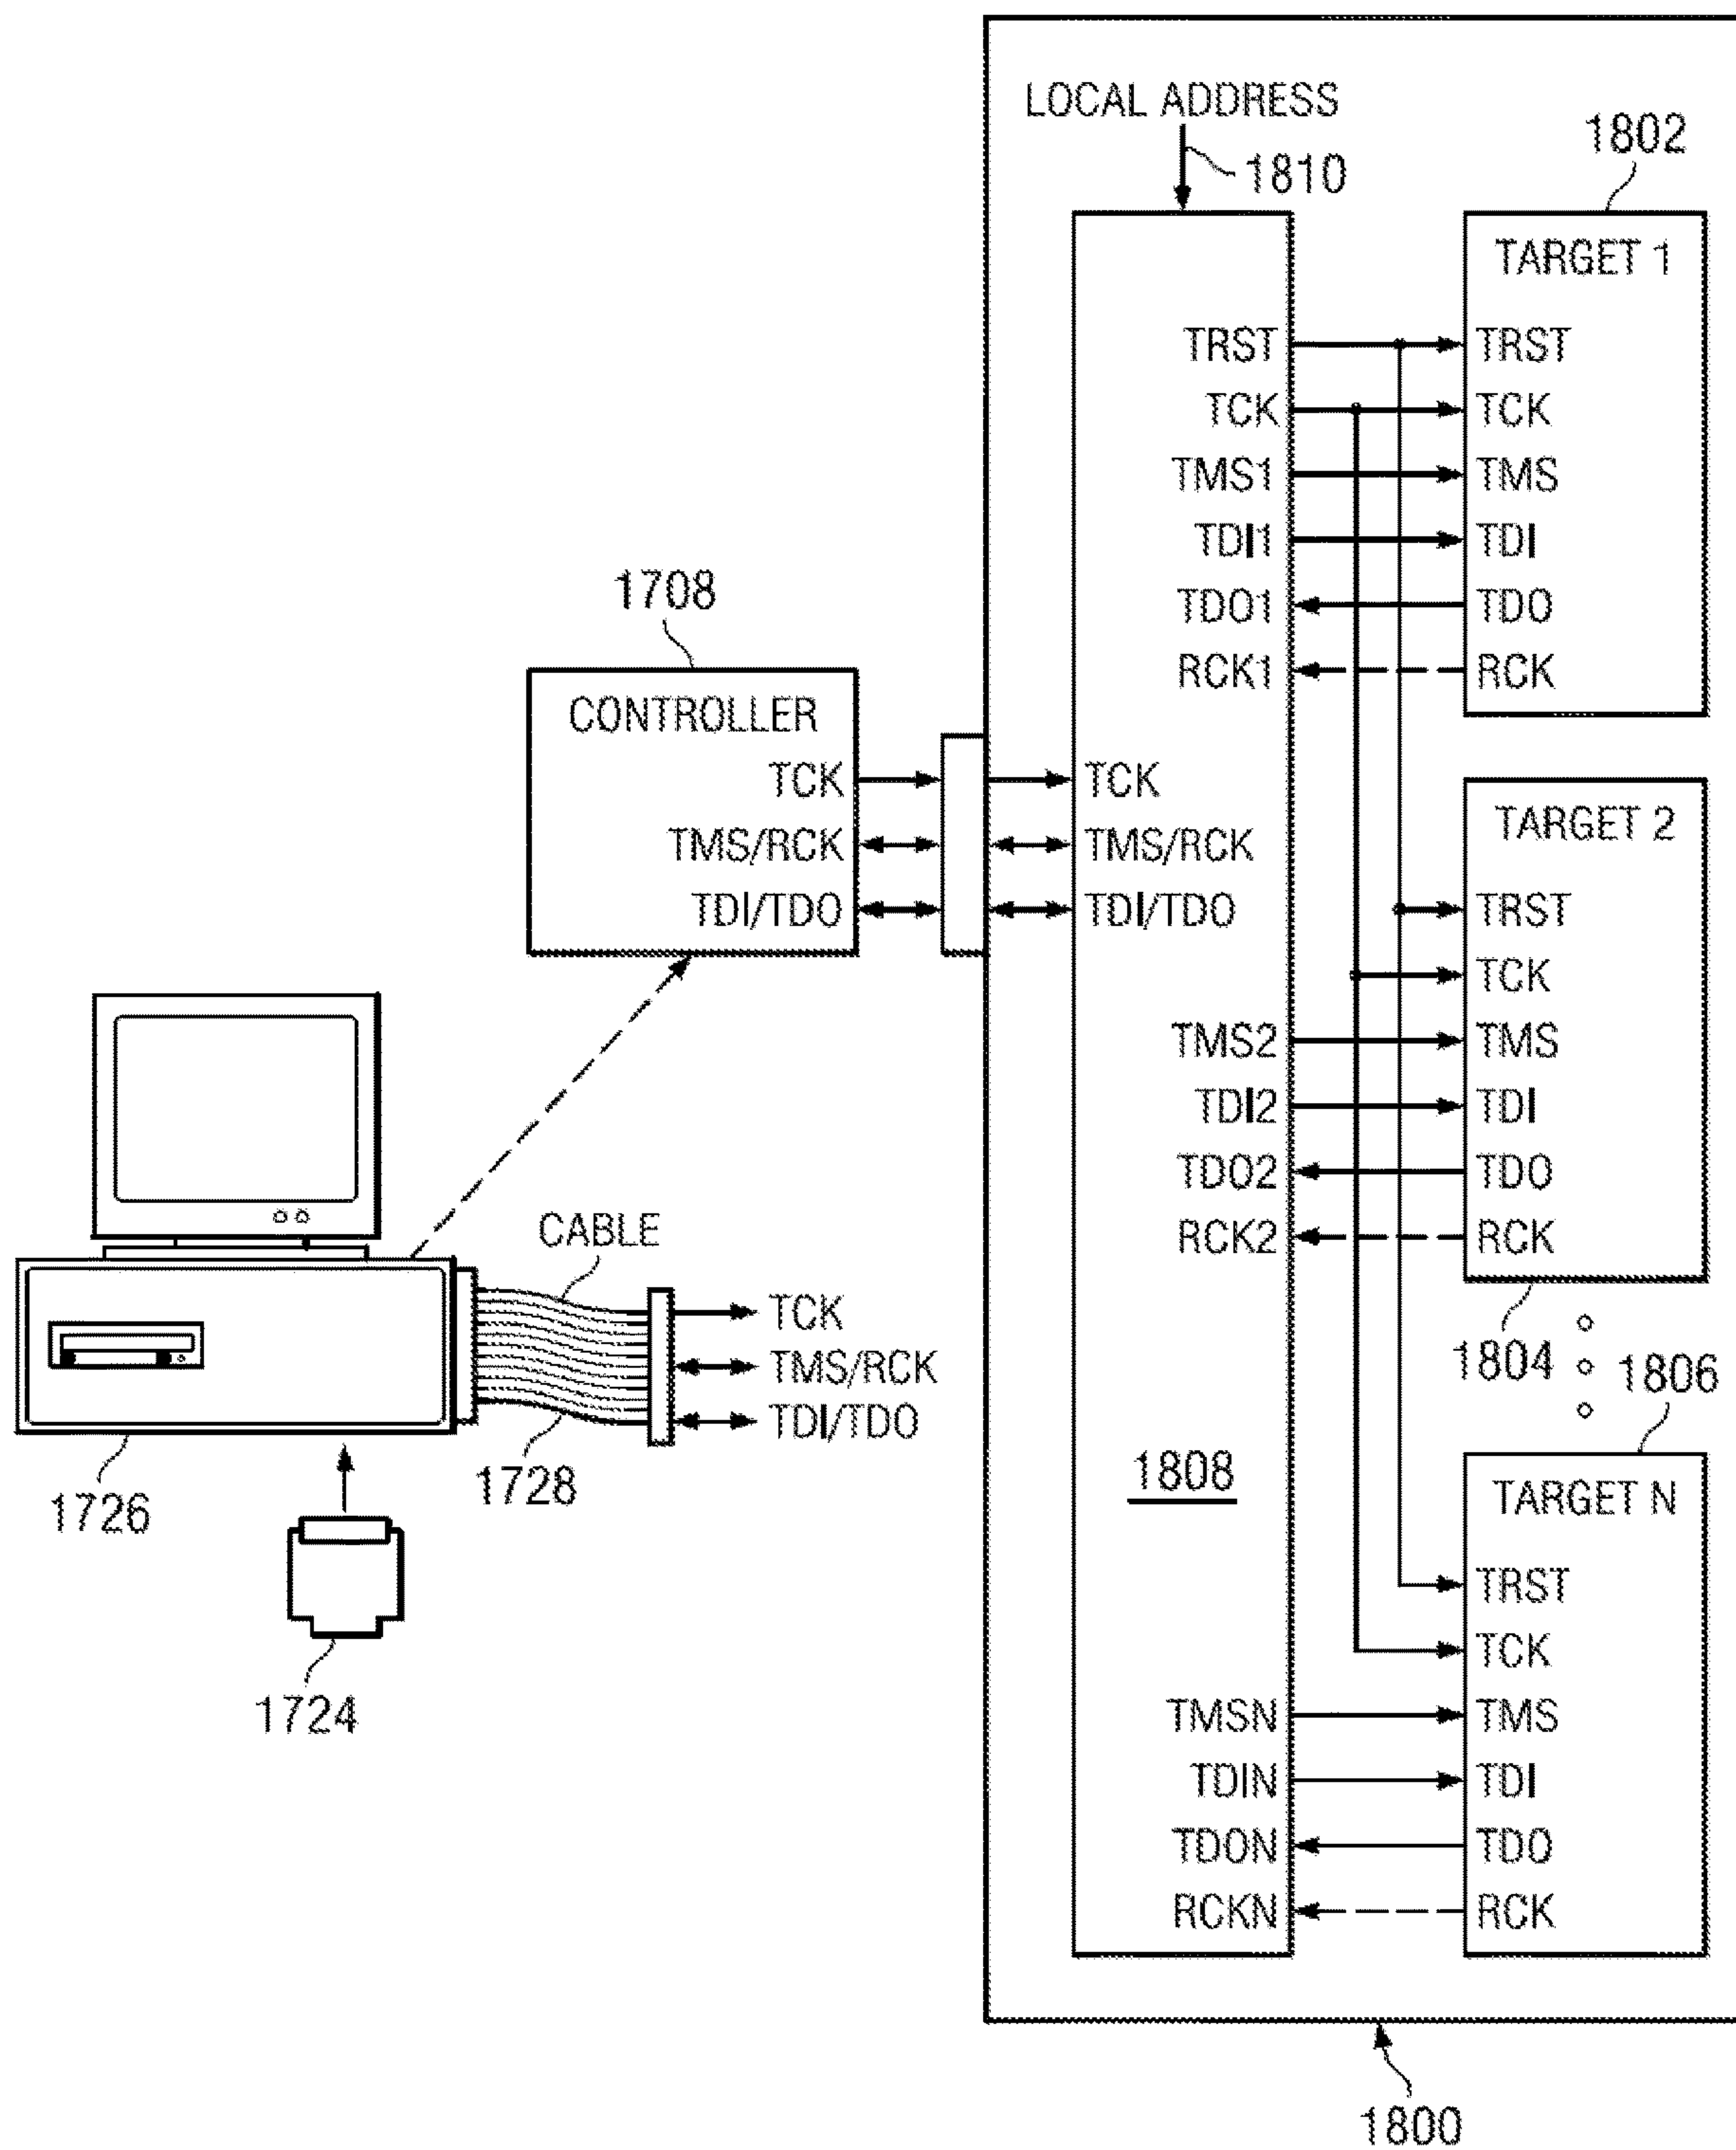 LOCAL ADDRESS
1810
1802
TARGET 1
TRST
TCK
TMS1
TDI1
TDO1
RCK1
TRST
TCK
TMS
TDI
TDO
RCK
1708
CONTROLLER
TCK
TMS/RCK
TDI/TDO
TCK
TMS/RCK
TDI/TDO
TARGET 2
TRST
TCK
TMS2
TDI2
TDO2
RCK2
TMS
TDI
TDO
RCK
1804
1806
CABLE
TCK
TMS/RCK
TDI/TDO
1728
1726
1724
1808
TARGET N
TRST
TCK
TMSN
TDIN
TDON
RCKN
TMS
TDI
TDO
RCK
1800